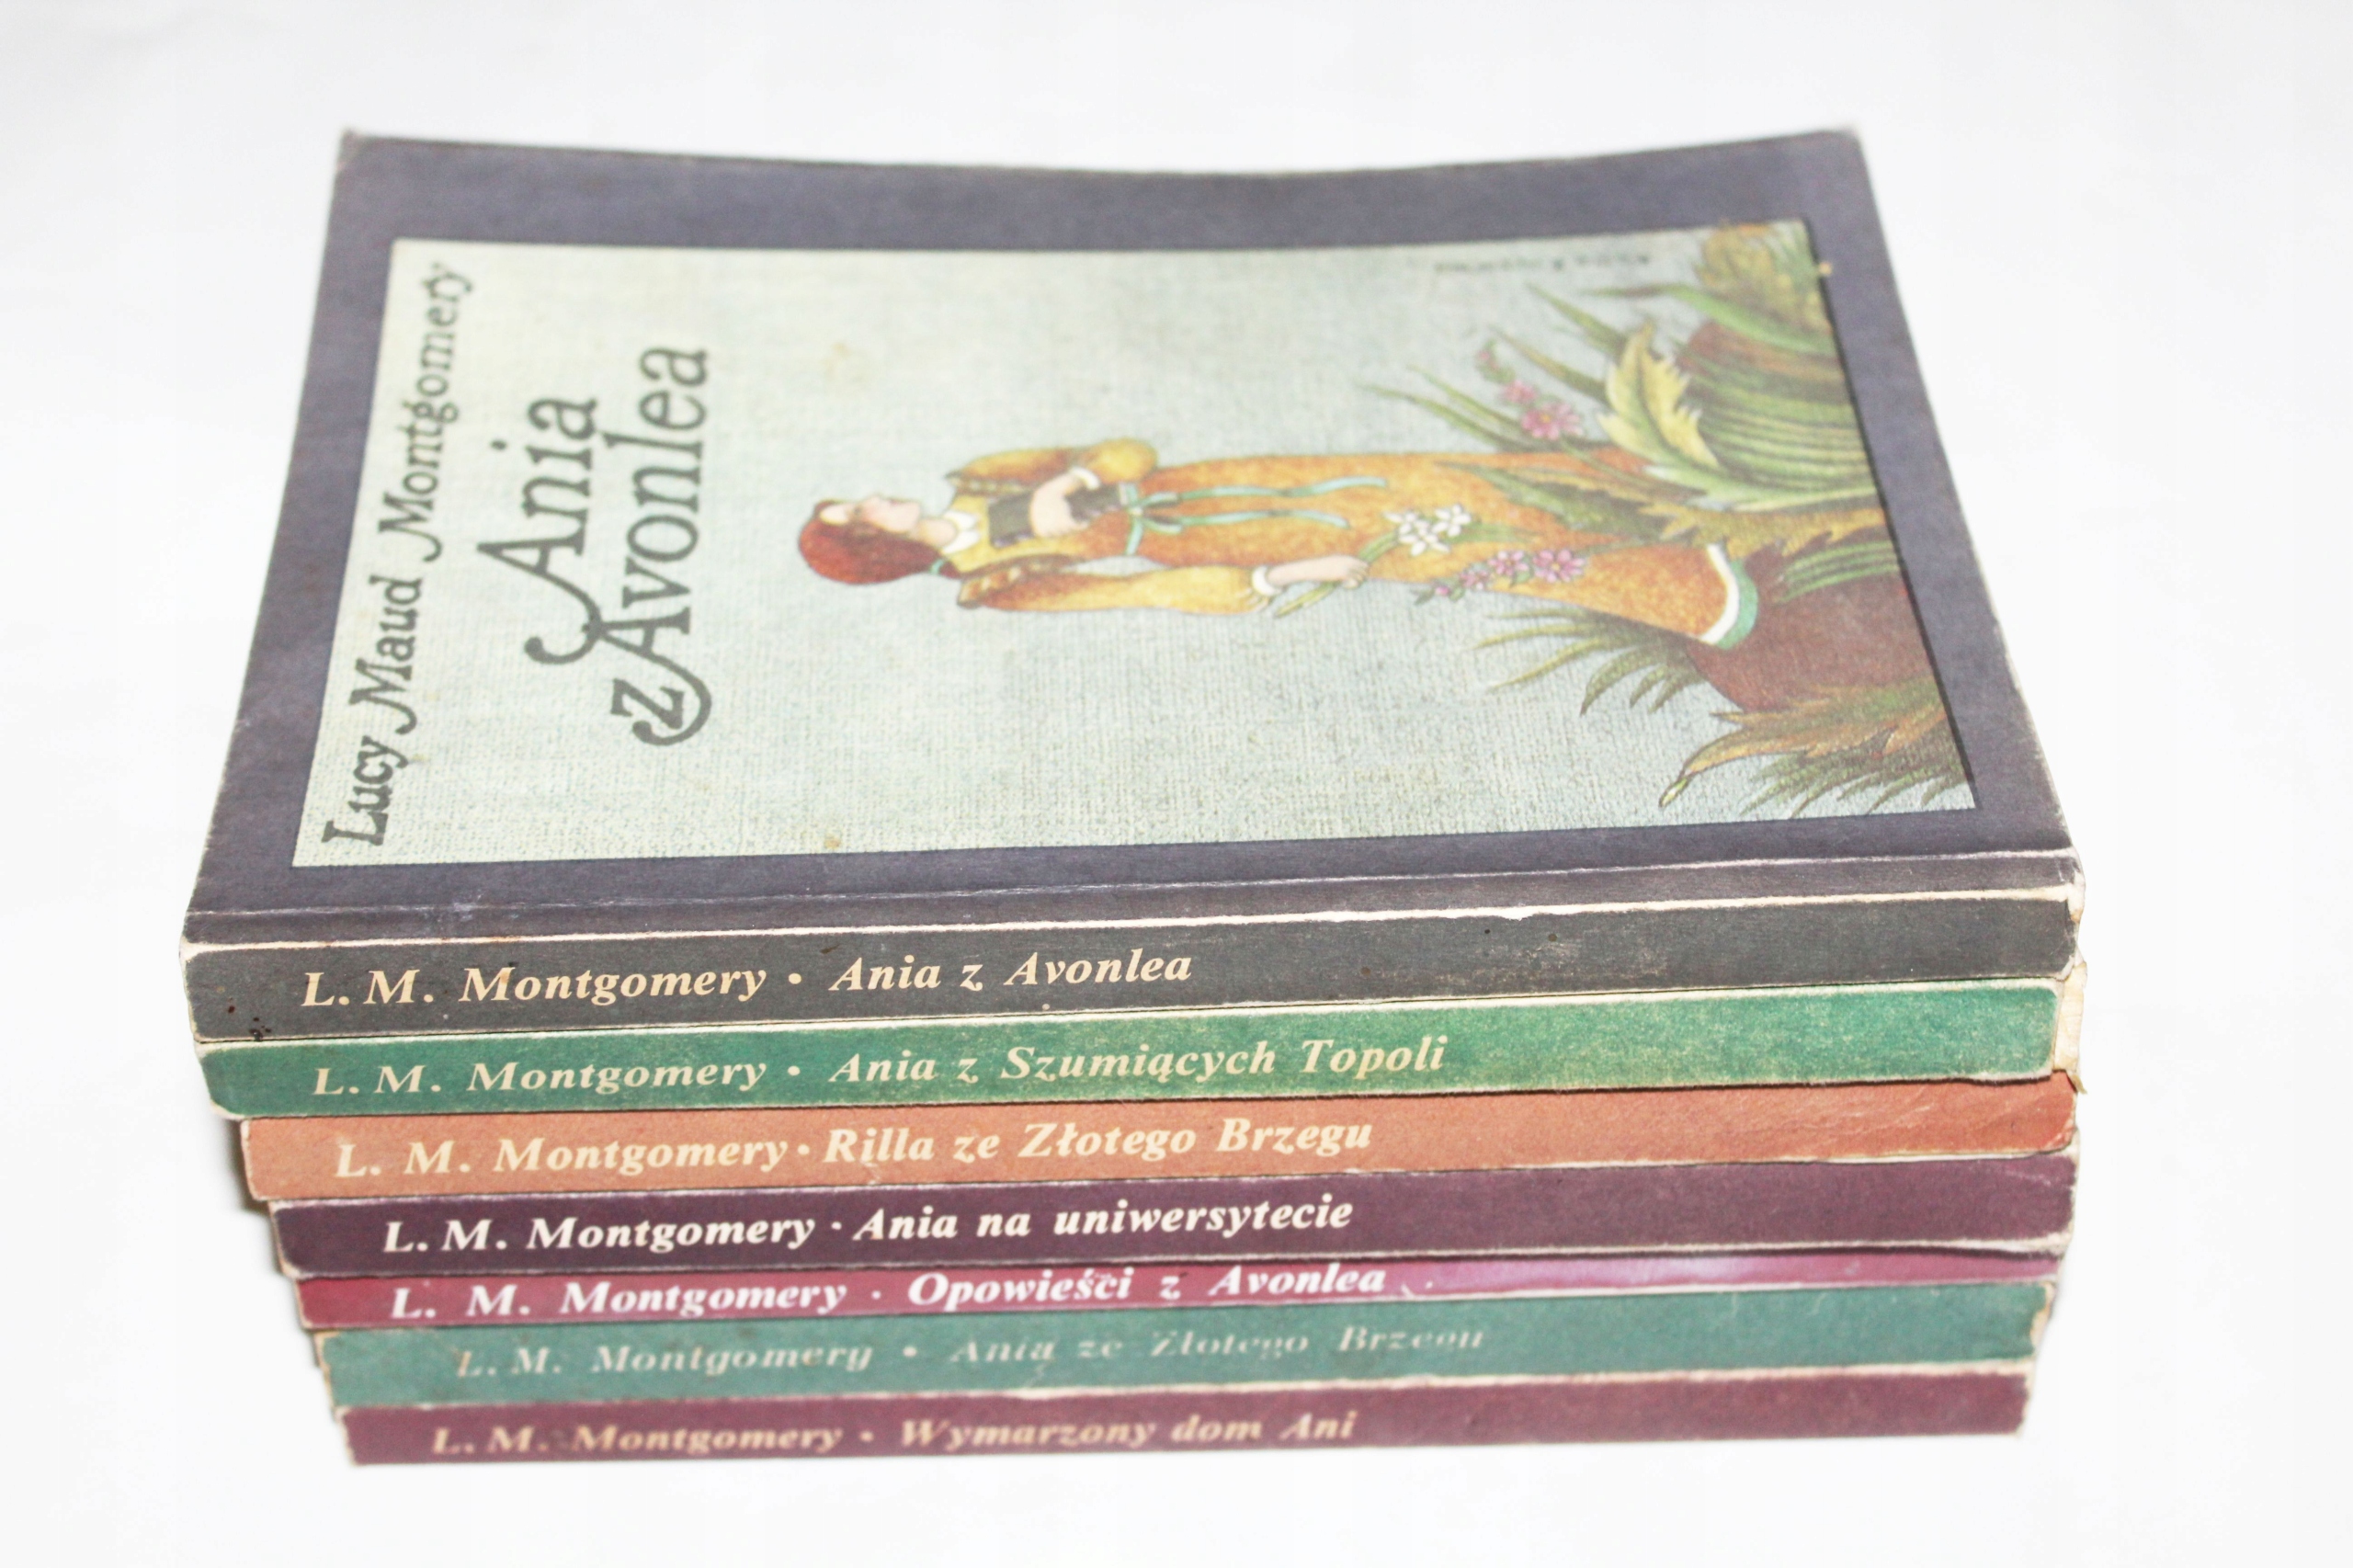 Lucy Maud Montgomery
Ania
z Avonlea
L. M. Montgomery • Ania z Avonlea
L. M. Montgomery • Ania z Szumiących Topoli
L. M. Montgomery • Rilla ze Złotego Brzegu
L. M. Montgomery • Ania na uniwersytecie
L. M. Montgomery • Opowieści z Avonlea
L. M. Montgomery • Ania ze Złotego Brzegu
L. M. Montgomery • Wymarzony dom Ani